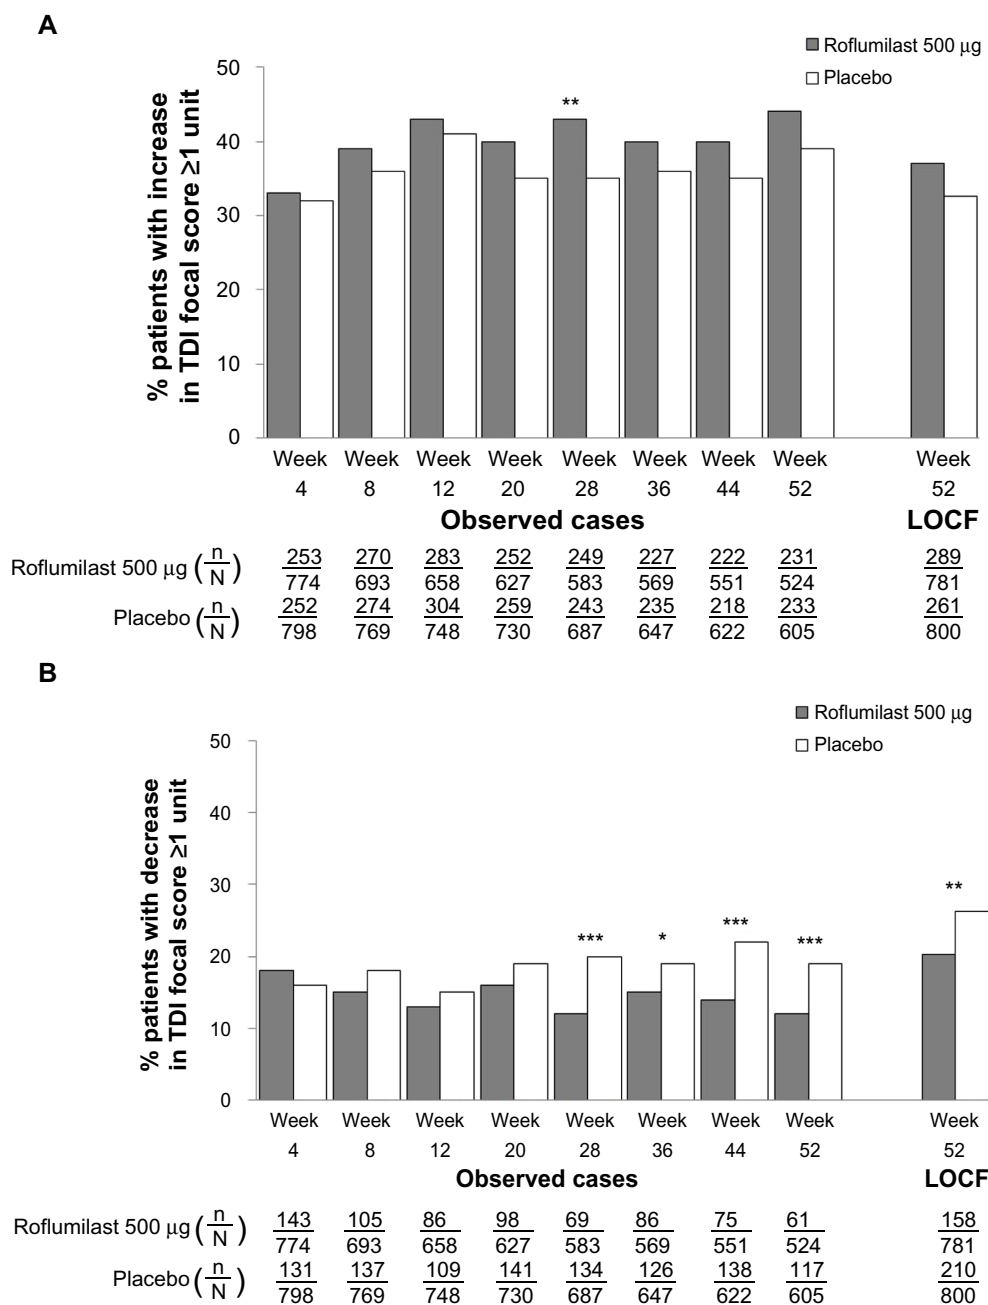 A
Roflumilast 500 µg
Placebo
% patients with increase
in TDI focal score ≥1 unit
50
40
30
20
10
0
**
Week Week Week Week Week Week Week Week Week
4 8 12 20 28 36 44 52 52
Observed cases LOCF
Roflumilast 500 µg (n/N) 253/774 270/693 283/658 252/627 249/583 227/569 222/551 231/524 289/781
Placebo (n/N) 252/798 274/769 304/748 259/730 243/687 235/647 218/622 233/605 261/800
B
Roflumilast 500 µg
Placebo
% patients with decrease
in TDI focal score ≥1 unit
50
40
30
20
10
0
*** * *** *** **
Week Week Week Week Week Week Week Week Week
4 8 12 20 28 36 44 52 52
Observed cases LOCF
Roflumilast 500 µg (n/N) 143/774 105/693 86/658 98/627 69/583 86/569 75/551 61/524 158/781
Placebo (n/N) 131/798 137/769 109/748 141/730 134/687 126/647 138/622 117/605 210/800